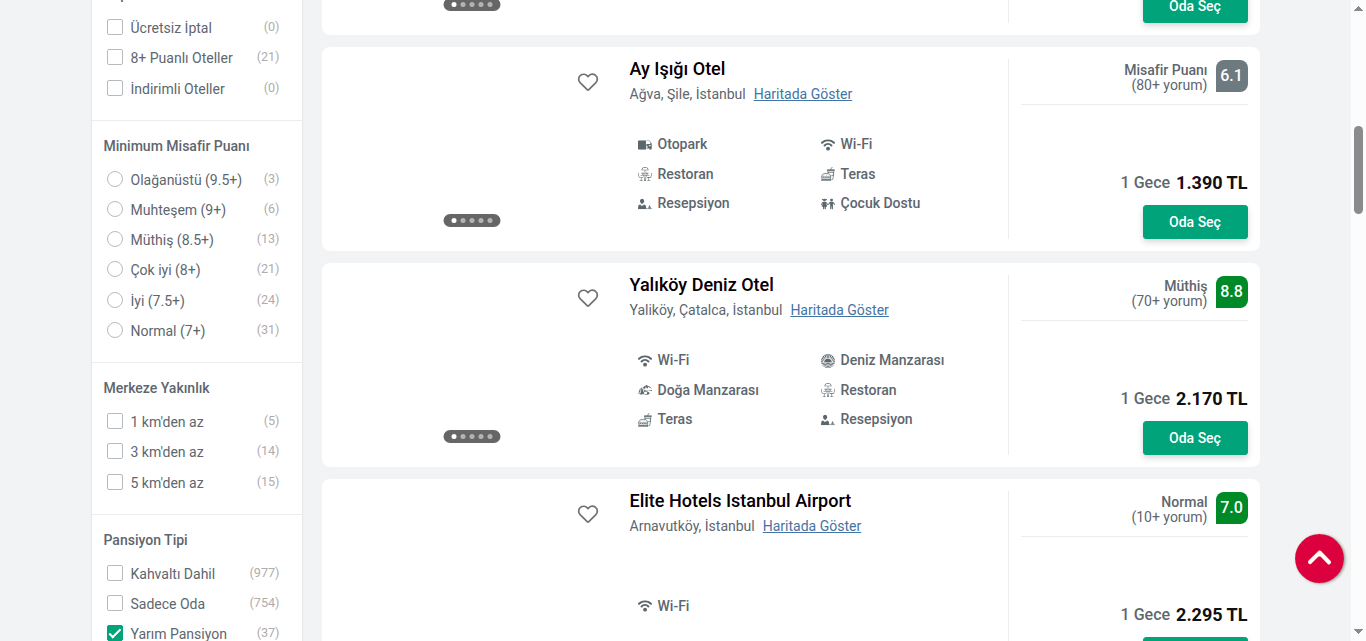 Ücretsiz İptal (0)
8+ Puanlı Oteller (21)
İndirimli Oteller (0)
Minimum Misafir Puanı
Olağanüstü (9.5+) (3)
Muhteşem (9+) (6)
Müthiş (8.5+) (13)
Çok iyi (8+) (21)
İyi (7.5+) (24)
Normal (7+) (31)
Merkeze Yakınlık
1 km'den az (5)
3 km'den az (14)
5 km'den az (15)
Pansiyon Tipi
Kahvaltı Dahil (977)
Sadece Oda (754)
Yarım Pansiyon (37)
Oda Seç
Ay Işığı Otel
Ağva, Şile, İstanbul Haritada Göster
Otopark
Wi-Fi
Restoran
Teras
Resepsiyon
Çocuk Dostu
Misafir Puanı
(80+ yorum)
6.1
1 Gece 1.390 TL
Oda Seç
Yalıköy Deniz Otel
Yaliköy, Çatalca, İstanbul Haritada Göster
Wi-Fi
Deniz Manzarası
Doğa Manzarası
Restoran
Teras
Resepsiyon
Müthiş
(70+ yorum)
8.8
1 Gece 2.170 TL
Oda Seç
Elite Hotels Istanbul Airport
Arnavutköy, İstanbul Haritada Göster
Wi-Fi
Normal
(10+ yorum)
7.0
1 Gece 2.295 TL